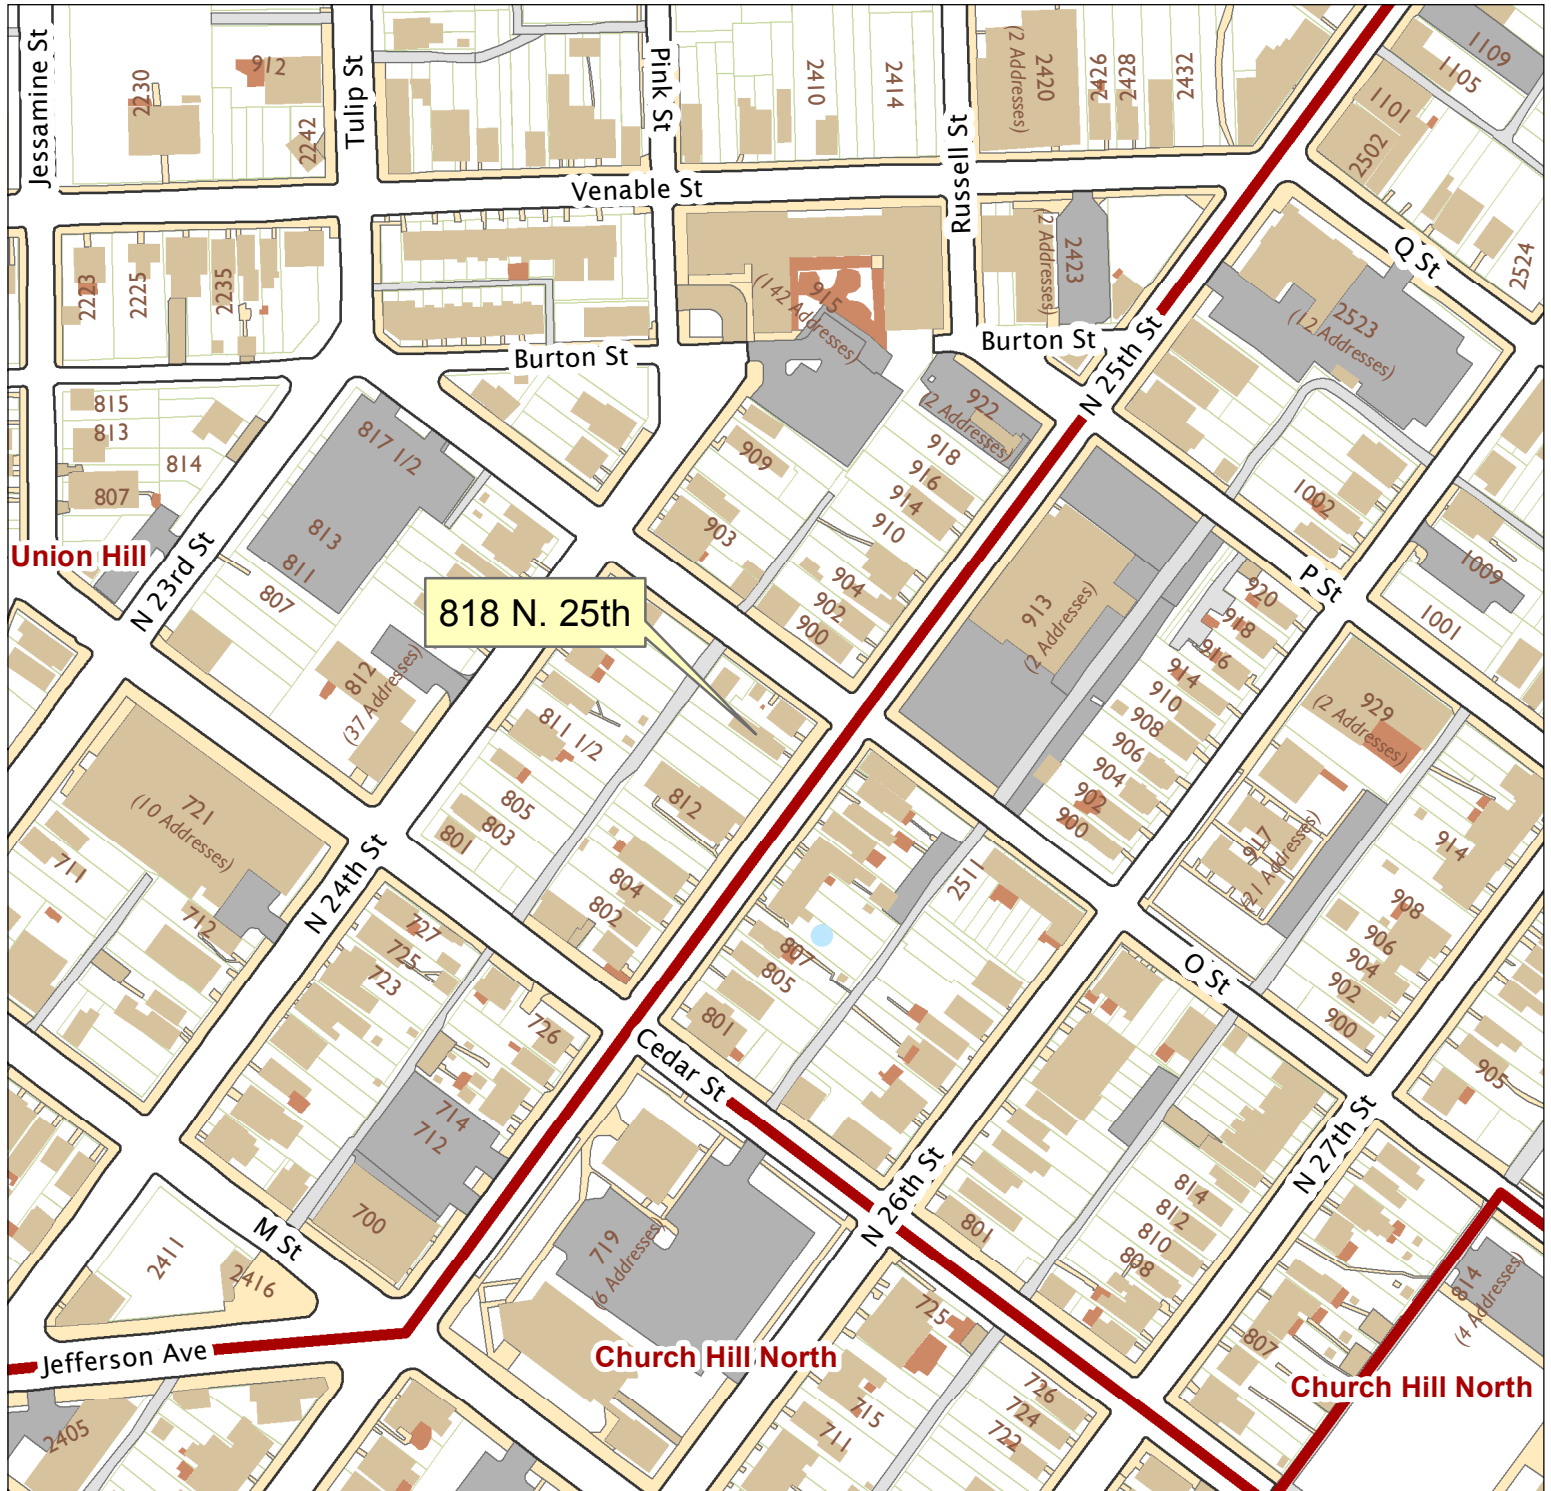 Jessamine St
2230
912
2242
Tulip St
Pink St
2410
2414
Russell St
2420
(2 Addresses)
2426
2428
2432
1109
1105
1101
2502
Venable St
2223
2225
2235
915
(142 Addresses)
2423
(2 Addresses)
Q St
2524
2523
(12 Addresses)
Burton St
Burton St
N 25th St
815
813
814
807
817 1/2
813
811
807
909
903
922
(2 Addresses)
918
916
914
910
904
902
900
1002
1009
1001
P St
Union Hill
N 23rd St
818 N. 25th
812
(37 Addresses)
913
(2 Addresses)
920
918
916
914
910
908
906
904
902
900
929
(2 Addresses)
811 1/2
805
803
801
812
804
802
721
(10 Addresses)
711
712
N 24th St
727
725
723
726
2511
807
805
801
917
(21 Addresses)
914
908
906
904
902
900
905
O St
Cedar St
714
712
700
M St
2411
2416
N 26th St
N 27th St
801
814
812
810
808
719
(6 Addresses)
725
715
711
726
724
722
807
814
(4 Addresses)
Jefferson Ave
2405
Church Hill North
Church Hill North